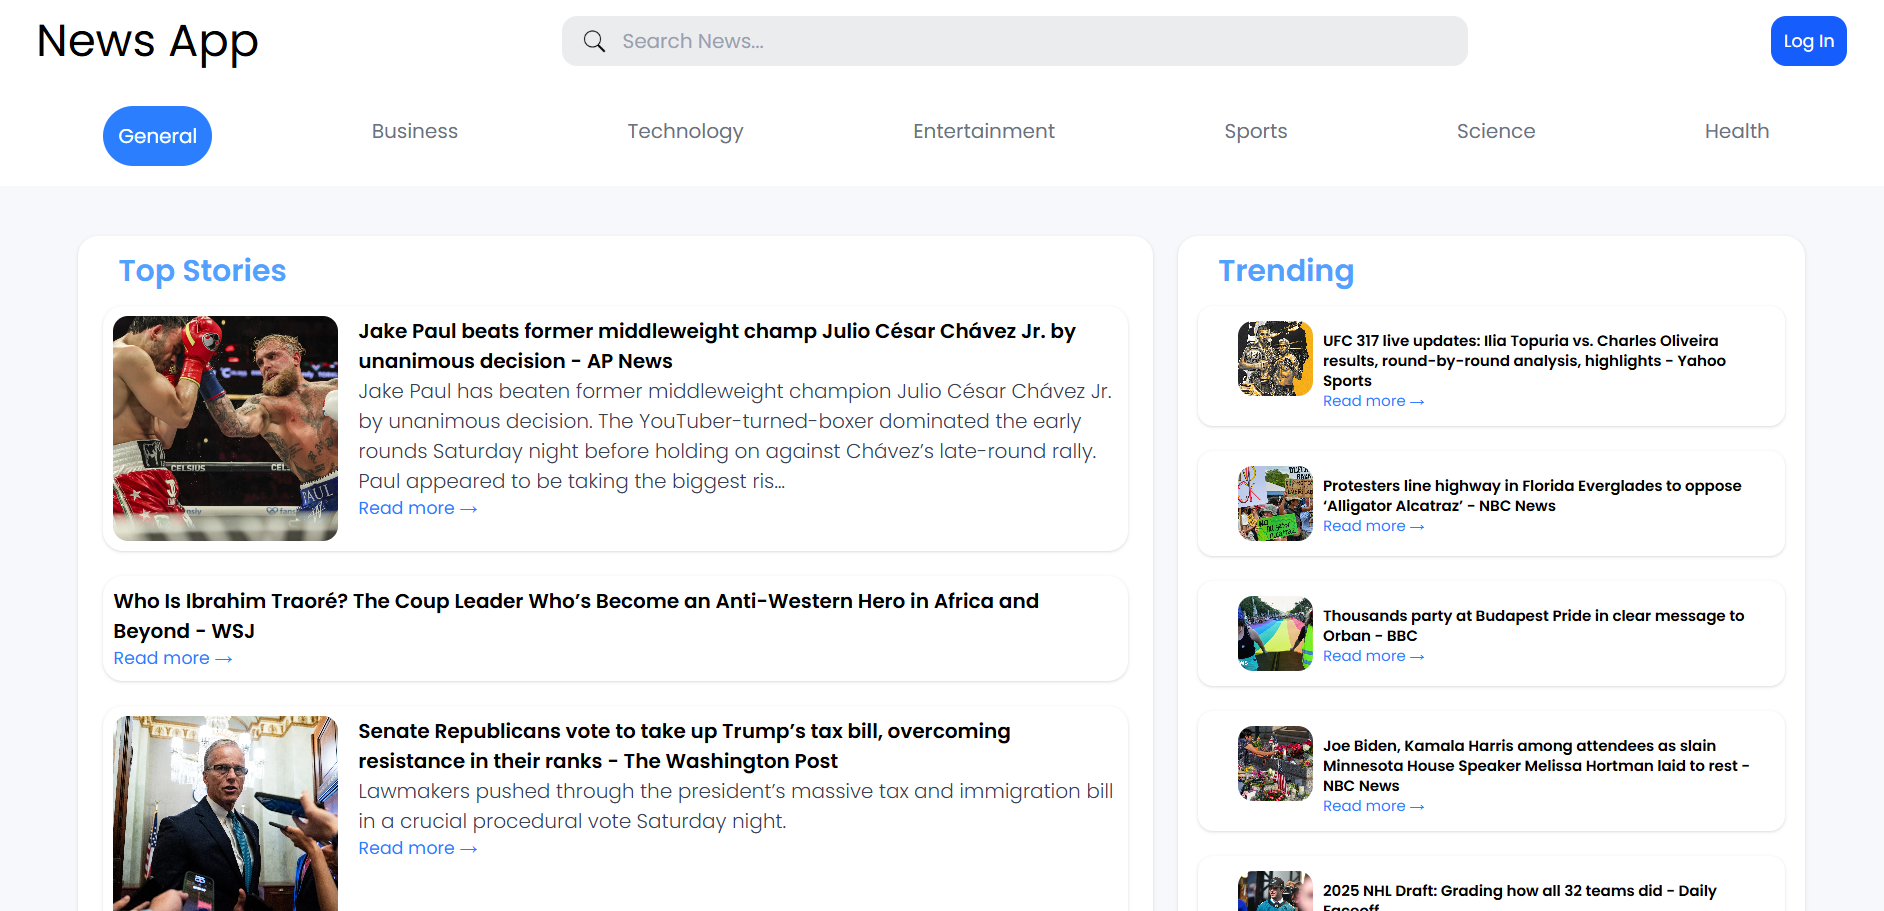 News App
Search News...
Log In
General
Business
Technology
Entertainment
Sports
Science
Health
Top Stories
Jake Paul beats former middleweight champ Julio César Chávez Jr. by
unanimous decision - AP News
Jake Paul has beaten former middleweight champion Julio César Chávez Jr.
by unanimous decision. The YouTuber-turned-boxer dominated the early
rounds Saturday night before holding on against Chávez’s late-round rally.
Paul appeared to be taking the biggest ris…
Read more →
CELSIUS
PAUL
Who Is Ibrahim Traoré? The Coup Leader Who’s Become an Anti-Western Hero in Africa and
Beyond - WSJ
Read more →
Senate Republicans vote to take up Trump’s tax bill, overcoming
resistance in their ranks - The Washington Post
Lawmakers pushed through the president’s massive tax and immigration bill
in a crucial procedural vote Saturday night.
Read more →
Trending
UFC 317 live updates: Ilia Topuria vs. Charles Oliveira
results, round-by-round analysis, highlights - Yahoo
Sports
Read more →
Protesters line highway in Florida Everglades to oppose
‘Alligator Alcatraz’ - NBC News
Read more →
Thousands party at Budapest Pride in clear message to
Orban - BBC
Read more →
Joe Biden, Kamala Harris among attendees as slain
Minnesota House Speaker Melissa Hortman laid to rest -
NBC News
Read more →
2025 NHL Draft: Grading how all 32 teams did - Daily
Faceoff